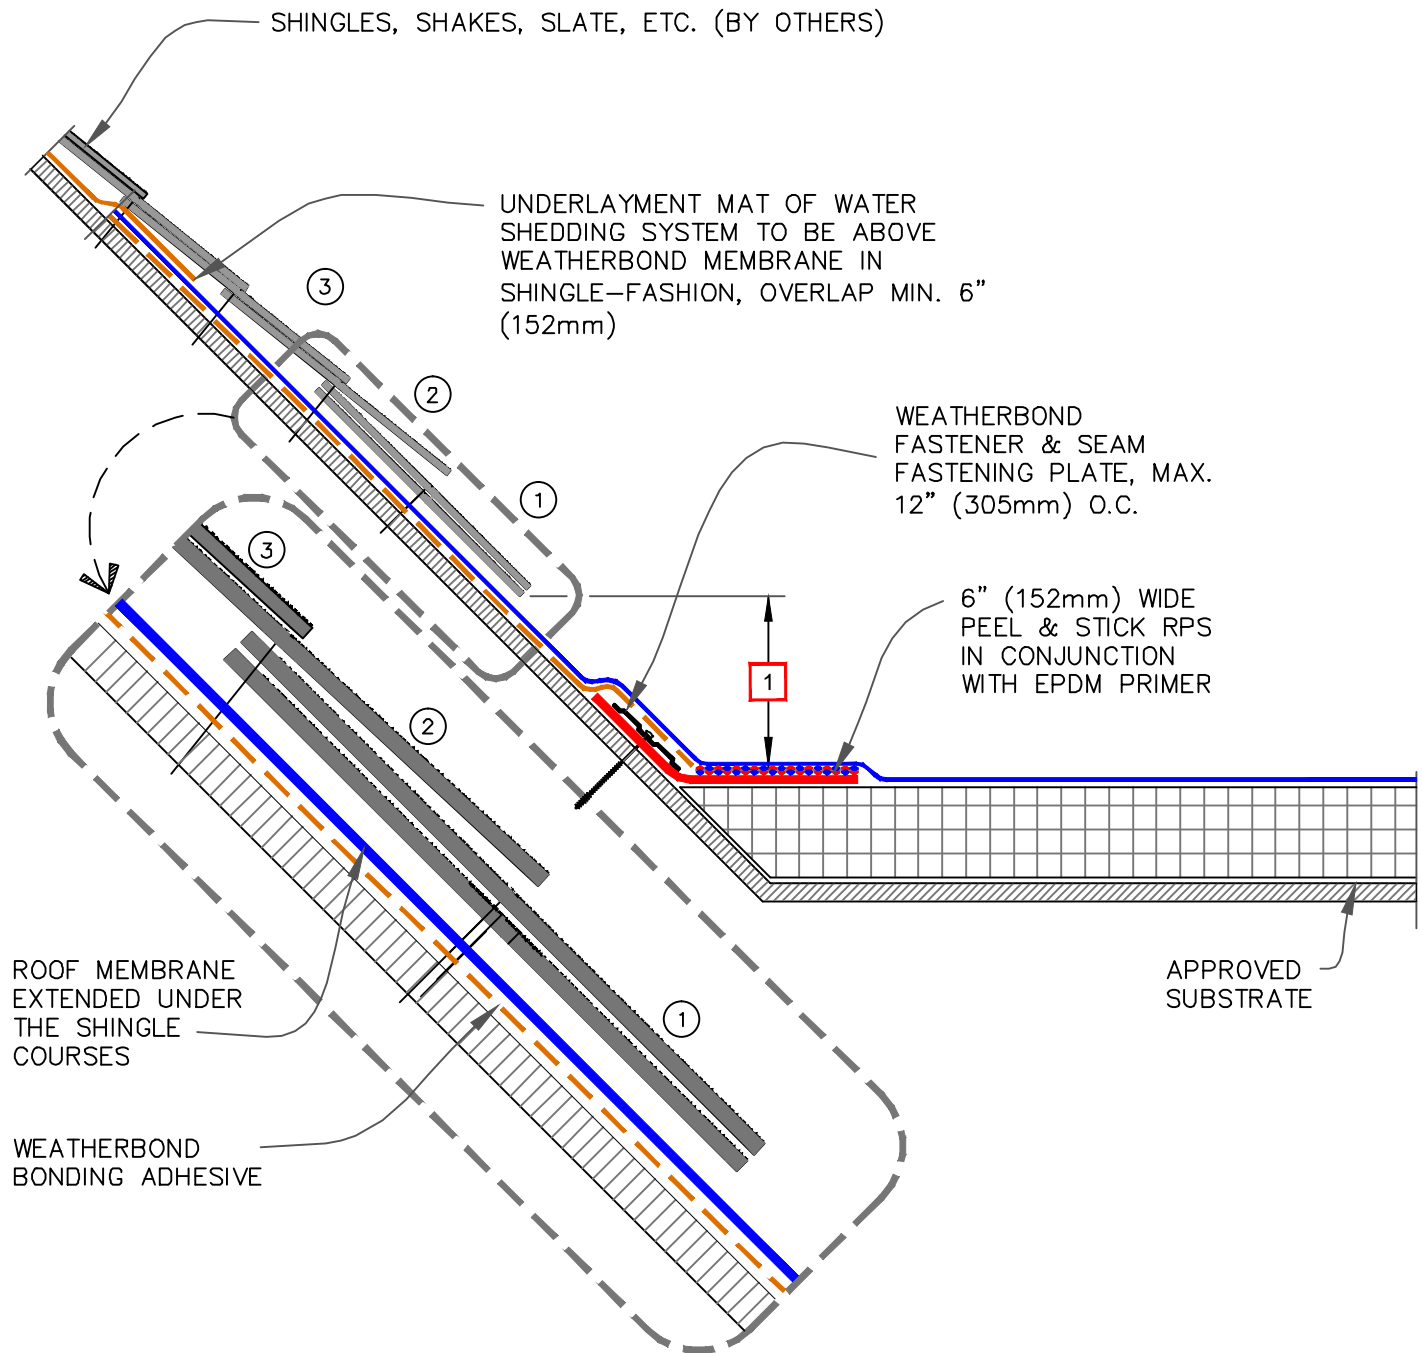 SHINGLES, SHAKES, SLATE, ETC. (BY OTHERS)
UNDERLAYMENT MAT OF WATER
SHEDDING SYSTEM TO BE ABOVE
WEATHERBOND MEMBRANE IN
SHINGLE-FASHION, OVERLAP MIN. 6"
(152mm)
3
2
1
WEATHERBOND
FASTENER & SEAM
FASTENING PLATE, MAX.
12" (305mm) O.C.
6" (152mm) WIDE
PEEL & STICK RPS
IN CONJUNCTION
WITH EPDM PRIMER
1
3
2
1
ROOF MEMBRANE
EXTENDED UNDER
THE SHINGLE
COURSES
APPROVED
SUBSTRATE
WEATHERBOND
BONDING ADHESIVE